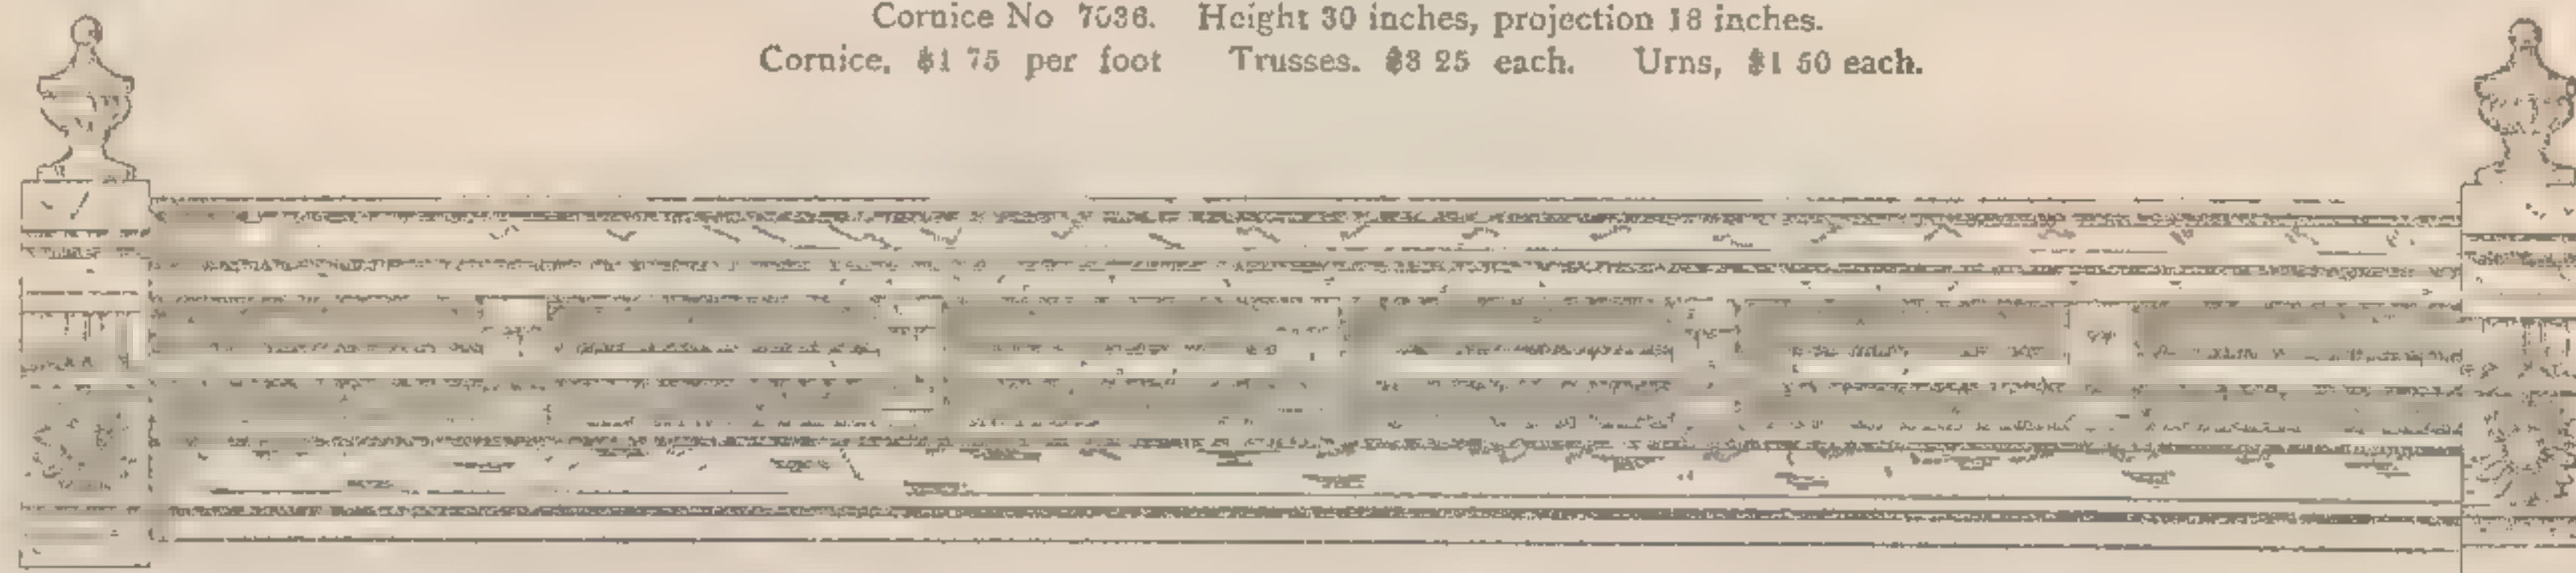 Cornice No 7036. Height 30 inches, projection 18 inches.
Cornice, $1 75 per foot Trusses. $3 25 each. Urns, $1 50 each.